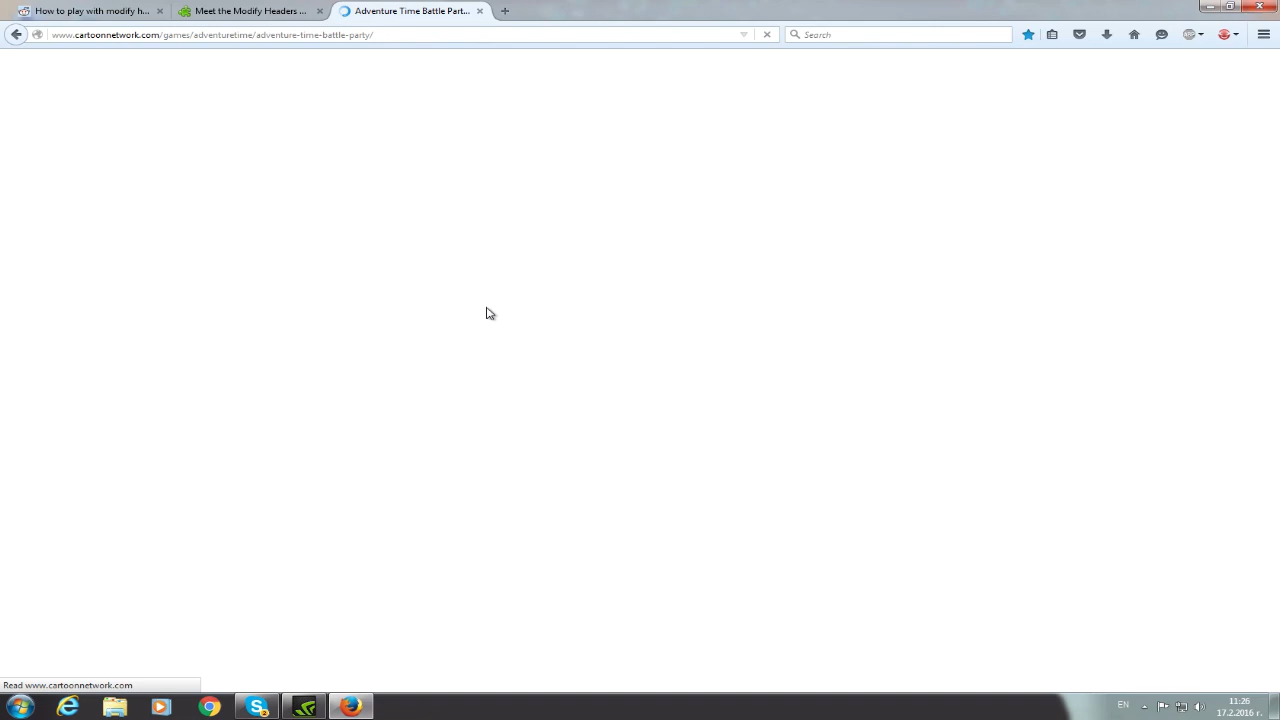 How to play with modify h...
Meet the Modify Headers ...
Adventure Time Battle Part...
www.cartoonnetwork.com/games/adventuretime/adventure-time-battle-party/
Search
Read www.cartoonnetwork.com
2
EN
11:26
17.2.2016 г.